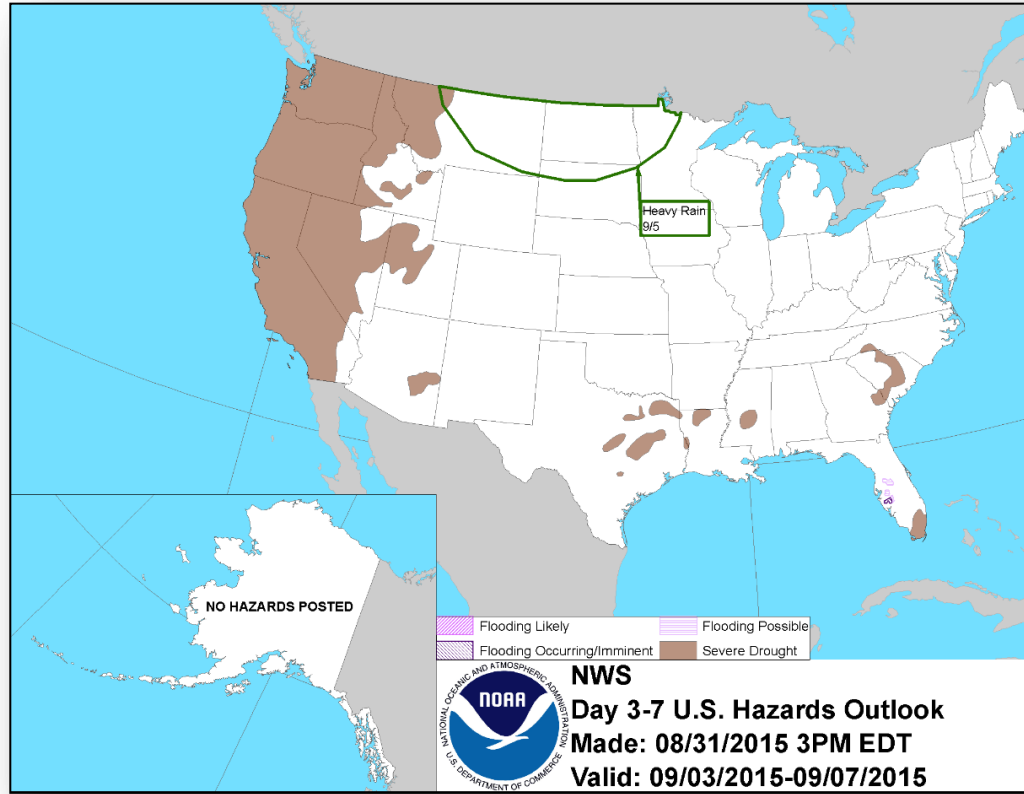 Heavy Rain
9/5
NO HAZARDS POSTED
Flooding Likely
Flooding Possible
Flooding Occurring/Imminent
Severe Drought
NATIONAL OCEANIC AND ATMOSPHERIC ADMINISTRATION
NOAA
U.S. DEPARTMENT OF COMMERCE
NWS
Day 3-7 U.S. Hazards Outlook
Made: 08/31/2015 3PM EDT
Valid: 09/03/2015-09/07/2015